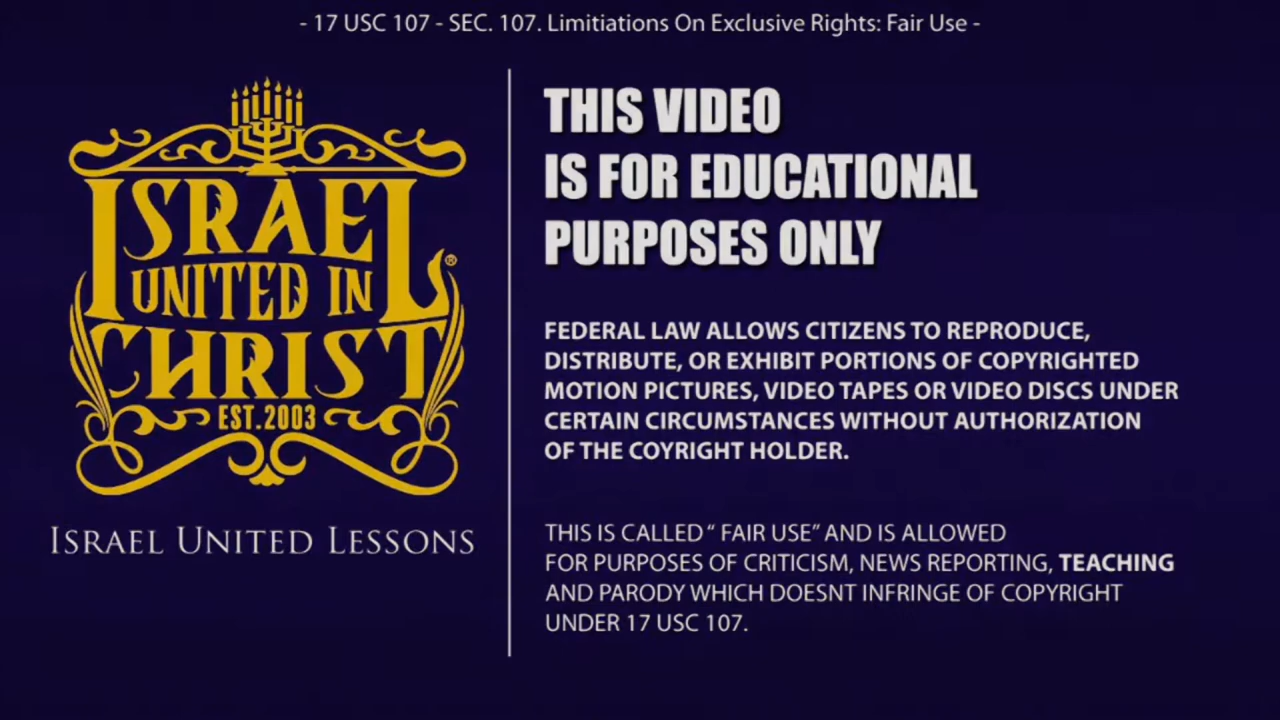 - 17 USC 107 - SEC. 107. Limitiations On Exclusive Rights: Fair Use -
ISRAEL
UNITED IN
CHRIST
EST.2003
®
ISRAEL UNITED LESSONS
THIS VIDEO
IS FOR EDUCATIONAL
PURPOSES ONLY
FEDERAL LAW ALLOWS CITIZENS TO REPRODUCE,
DISTRIBUTE, OR EXHIBIT PORTIONS OF COPYRIGHTED
MOTION PICTURES, VIDEO TAPES OR VIDEO DISCS UNDER
CERTAIN CIRCUMSTANCES WITHOUT AUTHORIZATION
OF THE COYRIGHT HOLDER.
THIS IS CALLED “ FAIR USE” AND IS ALLOWED
FOR PURPOSES OF CRITICISM, NEWS REPORTING, TEACHING
AND PARODY WHICH DOESNT INFRINGE OF COPYRIGHT
UNDER 17 USC 107.